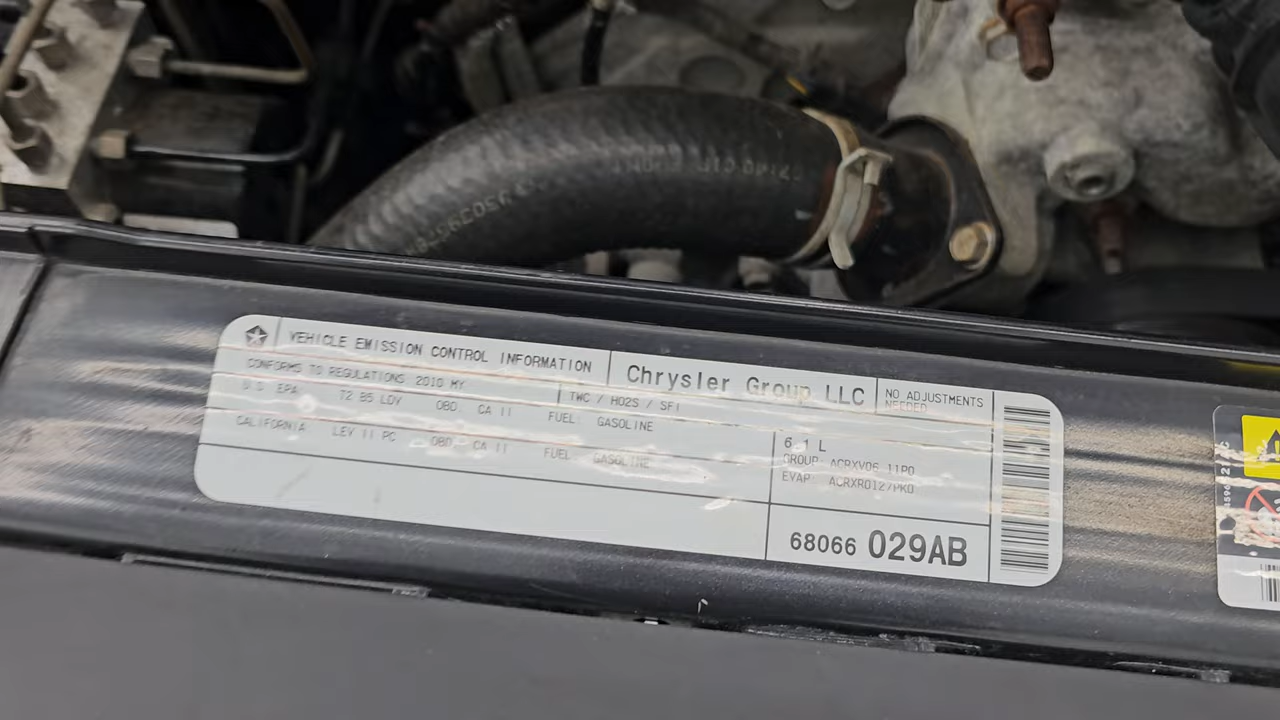 VEHICLE EMISSION CONTROL INFORMATION
Chrysler Group LLC
NO ADJUSTMENTS
NEEDED
CONFORMS TO REGULATIONS 2010 MY
TWC / HO2S / SFI
U.S. EPA T2 B5 LDV OBD CA II FUEL GASOLINE
CALIFORNIA LEV II PC OBD CA II FUEL GASOLINE
6.1 L
GROUP: ACRXV06.11P0
EVAP: ACRXR0127PK0
68066 029AB